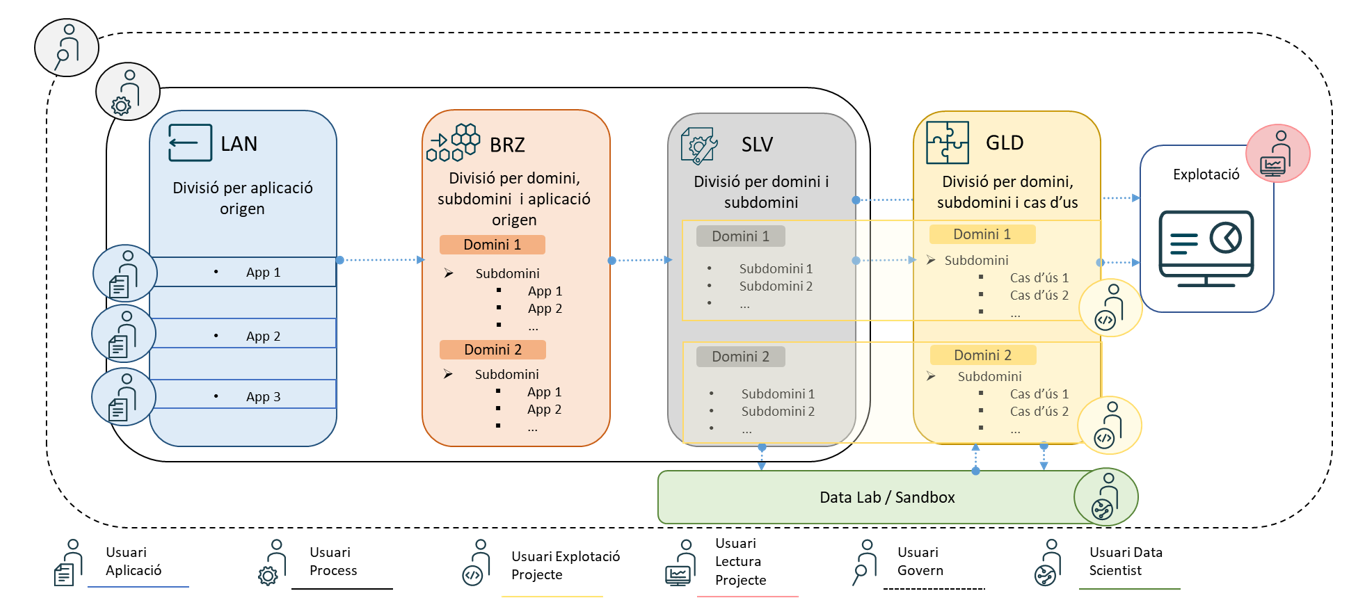 LAN
Divisió per aplicació
origen
• App 1
• App 2
• App 3
BRZ
Divisió per domini,
subdomini i aplicació
origen
Domini 1
Subdomini
App 1
App 2
...
Domini 2
Subdomini
App 1
App 2
...
SLV
Divisió per domini i
subdomini
Domini 1
• Subdomini 1
• Subdomini 2
• ...
Domini 2
• Subdomini 1
• Subdomini 2
• ...
GLD
Divisió per domini,
subdomini i cas d'us
Domini 1
Subdomini
Cas d'ús 1
Cas d'ús 2
...
Domini 2
Subdomini
Cas d'ús 1
Cas d'ús 2
...
Explotació
Data Lab / Sandbox
Usuari
Aplicació
Usuari
Process
Usuari Explotació
Projecte
Usuari
Lectura
Projecte
Usuari
Govern
Usuari Data
Scientist